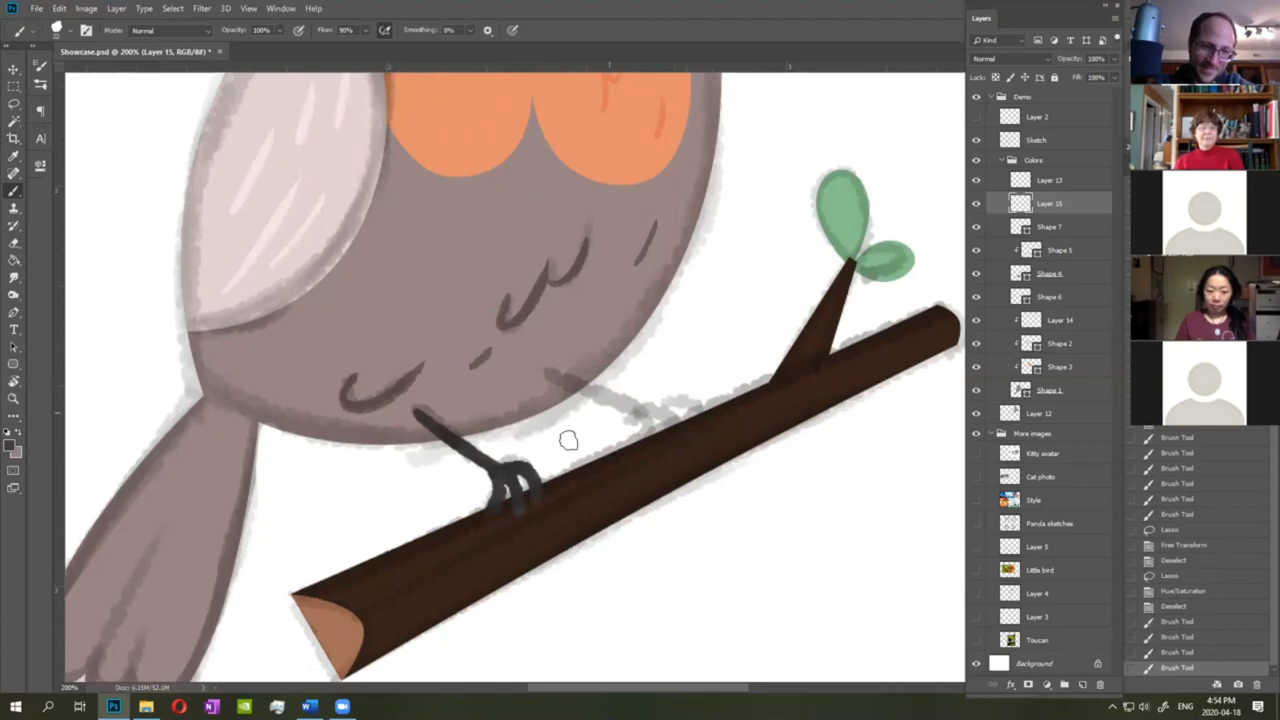 File Edit Image Layer Type Select Filter 3D View Window Help
22 Mode: Normal Opacity: 100% Flow: 90% Smoothing: 0%
Showcase.psd @ 200% (Layer 15, RGB/8#) * ×
Layers
Kind
Normal Opacity: 100%
Lock: Fill: 100%
Demo
Layer 2
Sketch
Colors
Layer 13
Layer 15
Shape 7
Shape 5
Shape 4
Shape 6
Layer 14
Shape 2
Shape 3
Shape 1
Layer 12
More images
Kitty avatar
Cat photo
Style
Panda sketches
Layer 5
Little bird
Layer 4
Layer 3
Toucan
Background
Brush Tool
Brush Tool
Brush Tool
Brush Tool
Brush Tool
Brush Tool
Lasso
Free Transform
Deselect
Lasso
Hue/Saturation
Deselect
Brush Tool
Brush Tool
Brush Tool
Brush Tool
200% Doc: 6.15M/52.1M
ENG
4:54 PM
2020-04-18